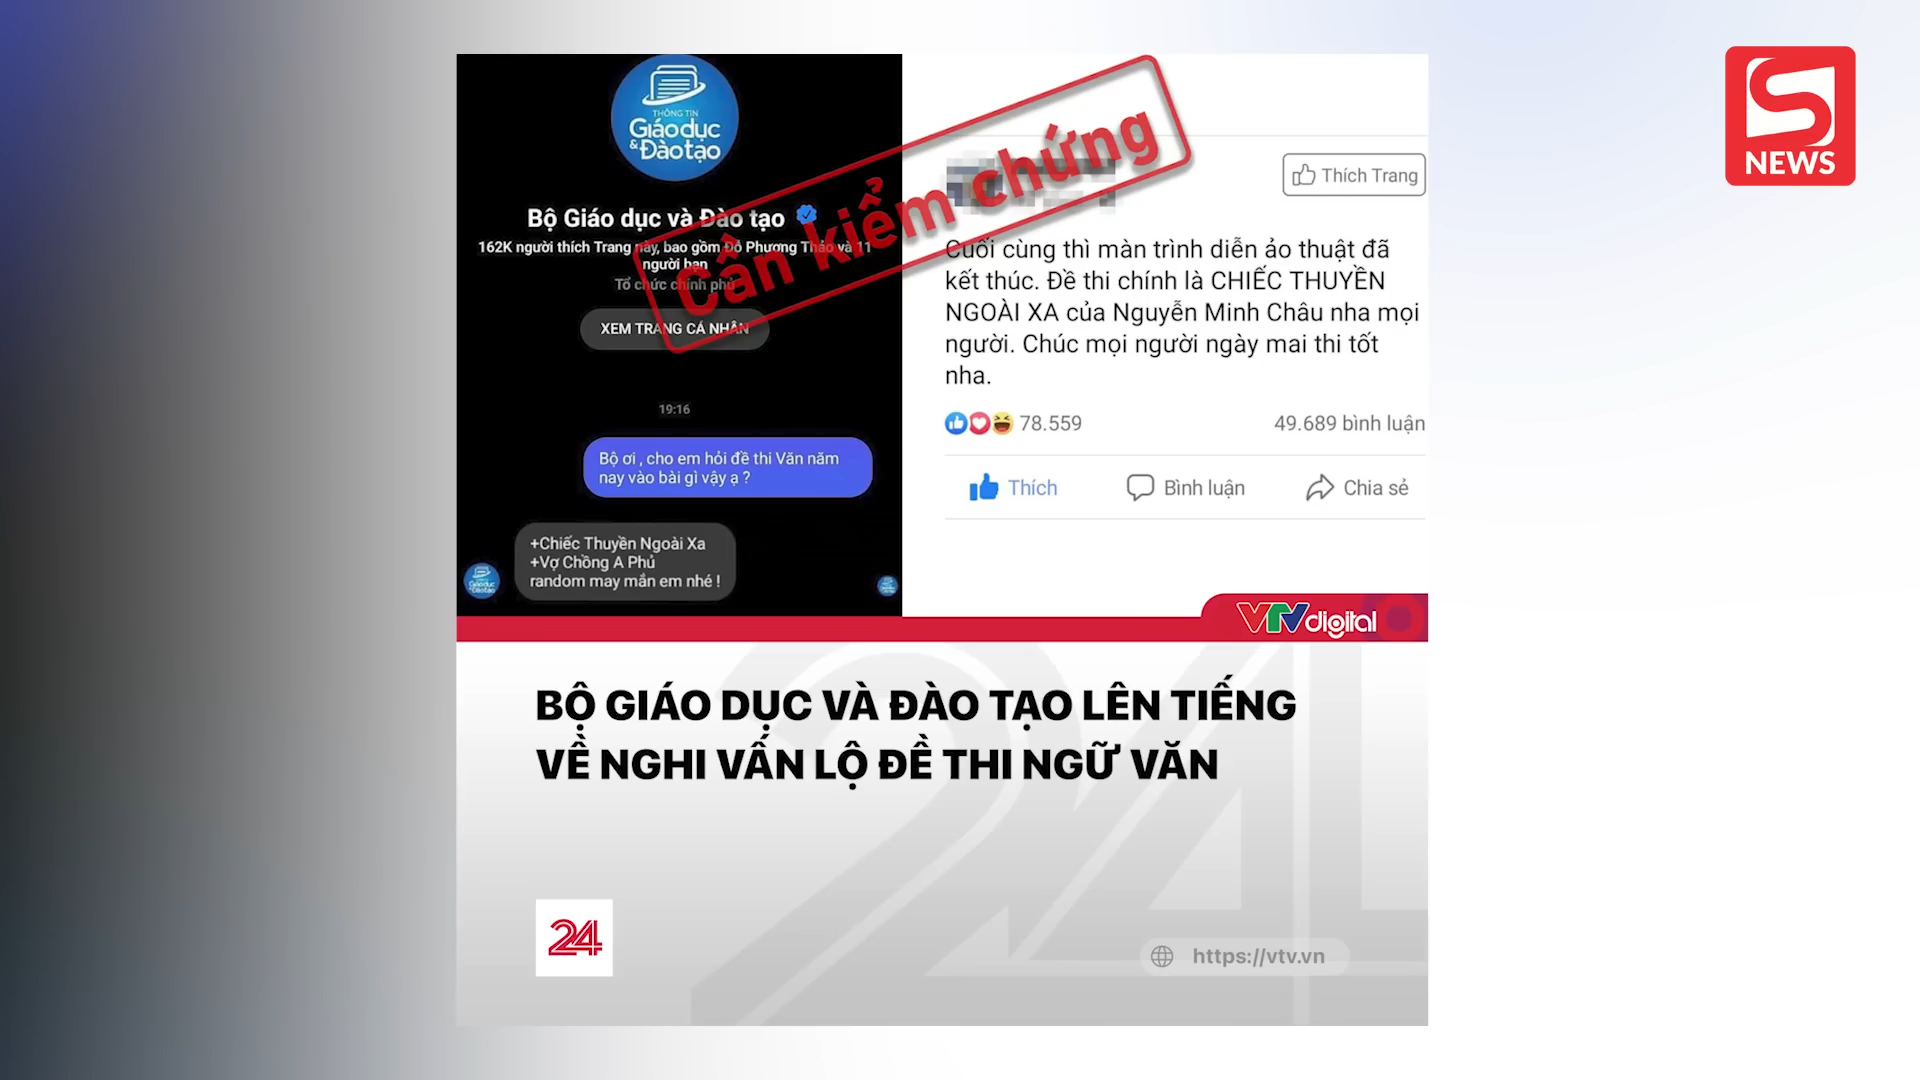 THÔNG TIN
Giáo dục
& Đào tạo
Bộ Giáo dục và Đào tạo
162K người thích Trang này, bao gồm Đỗ Phương Thảo và 11
người bạn
Tổ chức chính phủ
XEM TRANG CÁ NHÂN
19:16
Bộ ơi , cho em hỏi đề thi Văn năm
nay vào bài gì vậy ạ ?
+Chiếc Thuyền Ngoài Xa
+Vợ Chồng A Phủ
random may mắn em nhé !
Cần kiểm chứng
Thích Trang
Cuối cùng thì màn trình diễn ảo thuật đã
kết thúc. Đề thi chính là CHIẾC THUYỀN
NGOÀI XA của Nguyễn Minh Châu nha mọi
người. Chúc mọi người ngày mai thi tốt
nha.
78.559 49.689 bình luận
Thích Bình luận Chia sẻ
VTVdigital
BỘ GIÁO DỤC VÀ ĐÀO TẠO LÊN TIẾNG
VỀ NGHI VẤN LỘ ĐỀ THI NGỮ VĂN
24
https://vtv.vn
S
NEWS